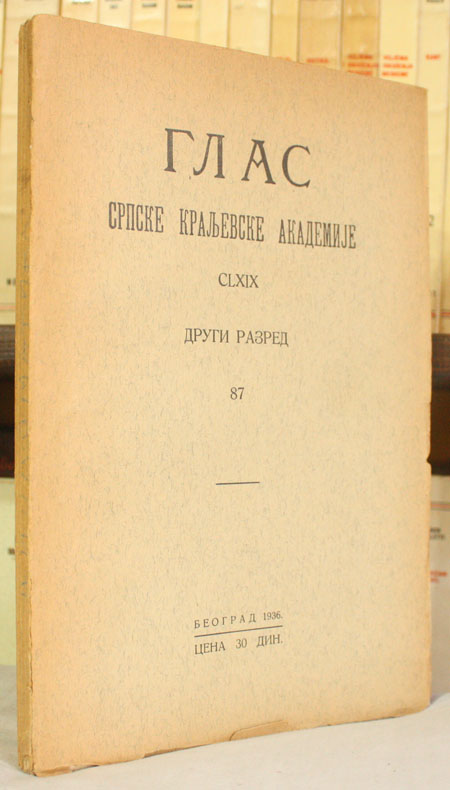 ГЛАС
СРПСКЕ КРАЉЕВСКЕ АКАДЕМИЈЕ
CLXIX
ДРУГИ РАЗРЕД
87
БЕОГРАД 1936.
ЦЕНА 30 ДИН.